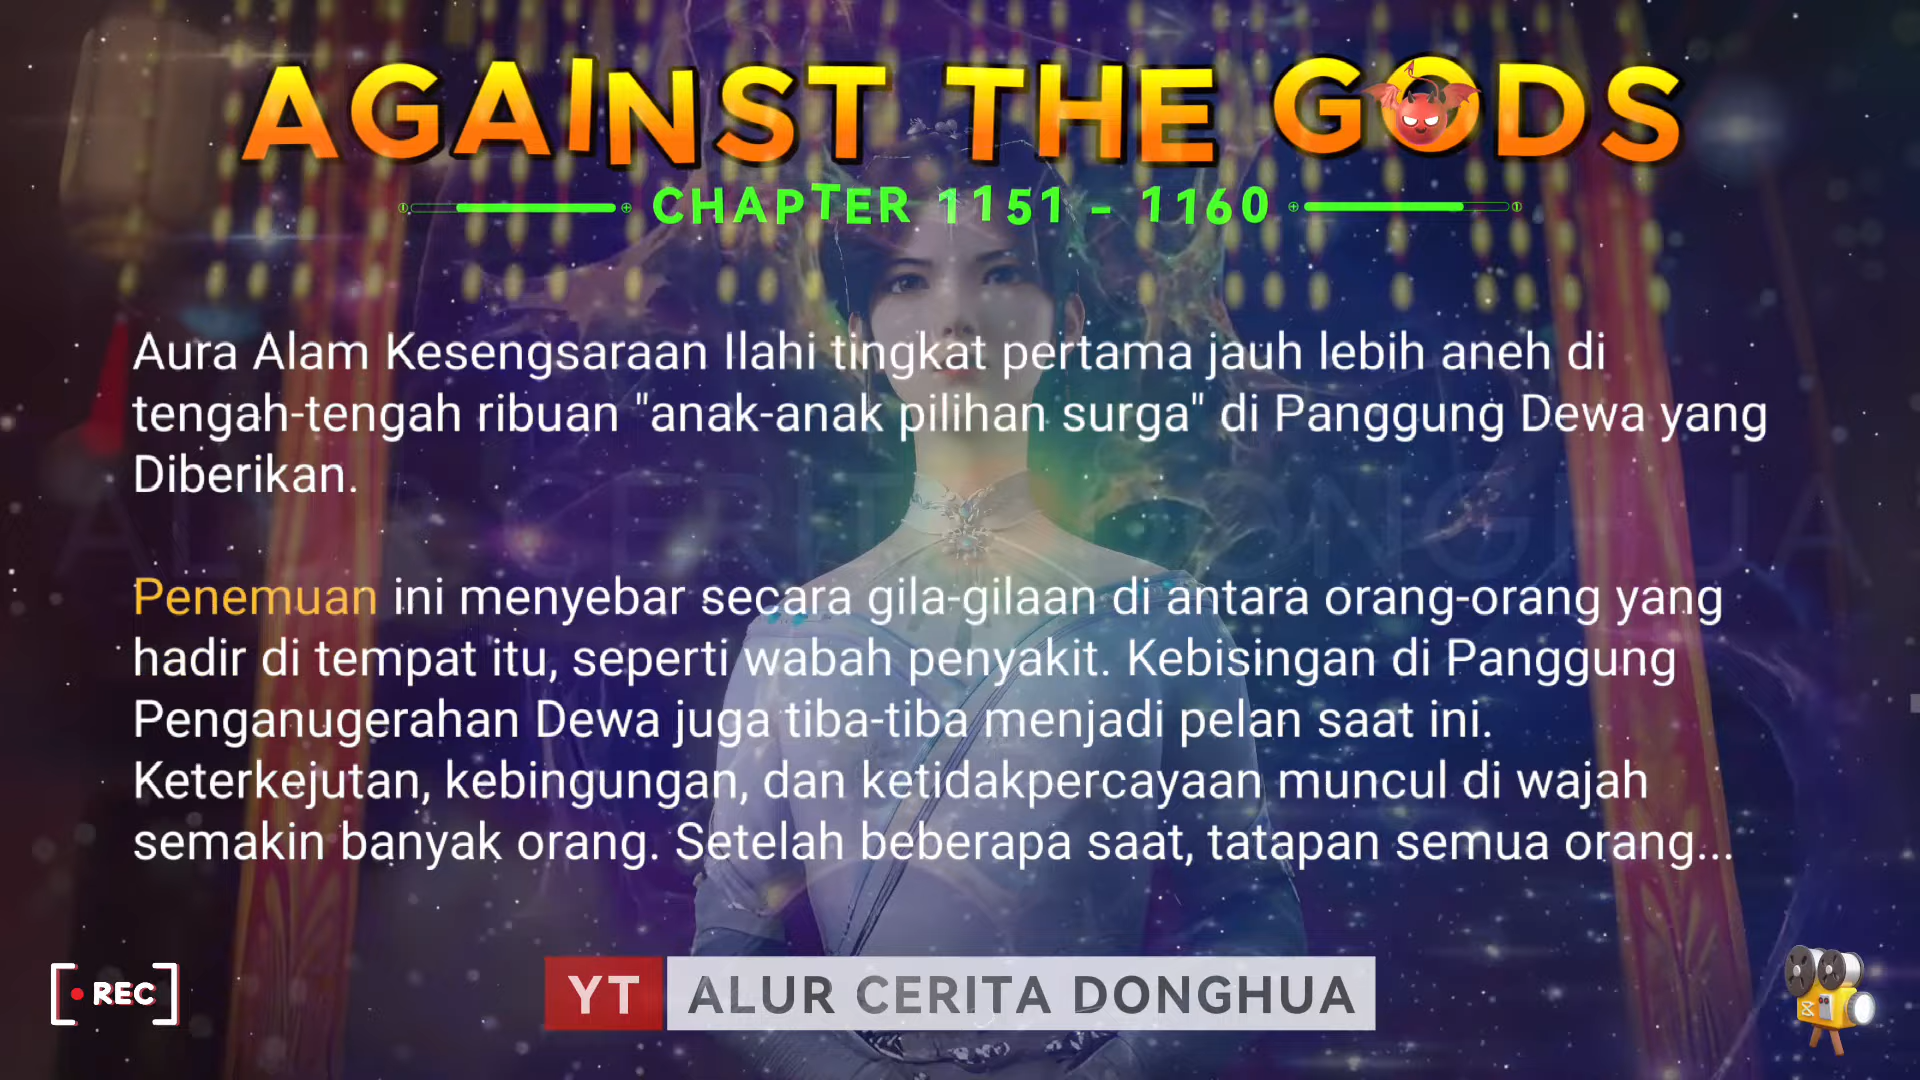 AGAINST THE GODS
CHAPTER 1151 - 1160
Aura Alam Kesengsaraan Ilahi tingkat pertama jauh lebih aneh di
tengah-tengah ribuan "anak-anak pilihan surga" di Panggung Dewa yang
Diberikan.
Penemuan ini menyebar secara gila-gilaan di antara orang-orang yang
hadir di tempat itu, seperti wabah penyakit. Kebisingan di Panggung
Penganugerahan Dewa juga tiba-tiba menjadi pelan saat ini.
Keterkejutan, kebingungan, dan ketidakpercayaan muncul di wajah
semakin banyak orang. Setelah beberapa saat, tatapan semua orang...
ALUR CERITA DONGHUA
REC
YT ALUR CERITA DONGHUA